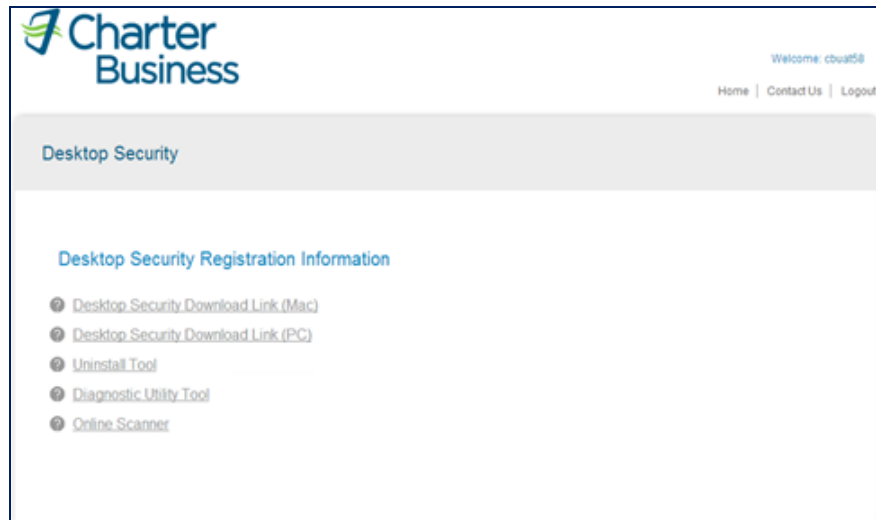 Charter
Business
Welcome: cbuat58
Home | Contact Us | Logout
Desktop Security
Desktop Security Registration Information
Desktop Security Download Link (Mac)
Desktop Security Download Link (PC)
Uninstall Tool
Diagnostic Utility Tool
Online Scanner